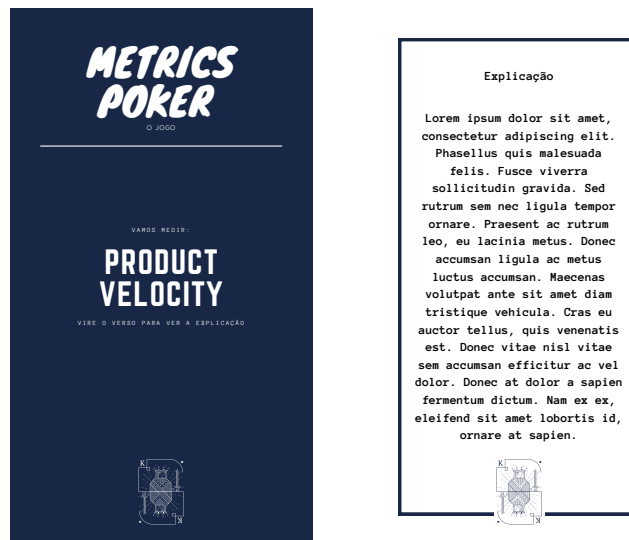 METRICS
POKER
O JOGO
VAMOS MEDIR:
PRODUCT
VELOCITY
VIRE O VERSO PARA VER A EXPLICAÇÃO
K
K
Explicação
Lorem ipsum dolor sit amet,
consectetur adipiscing elit.
Phasellus quis malesuada
felis. Fusce viverra
sollicitudin gravida. Sed
rutrum sem nec ligula tempor
ornare. Praesent ac rutrum
leo, eu lacinia metus. Donec
accumsan ligula ac metus
luctus accumsan. Maecenas
volutpat ante sit amet diam
tristique vehicula. Cras eu
auctor tellus, quis venenatis
est. Donec vitae nisl vitae
sem accumsan efficitur ac vel
dolor. Donec at dolor a sapien
fermentum dictum. Nam ex ex,
eleifend sit amet lobortis id,
ornare at sapien.
K
K